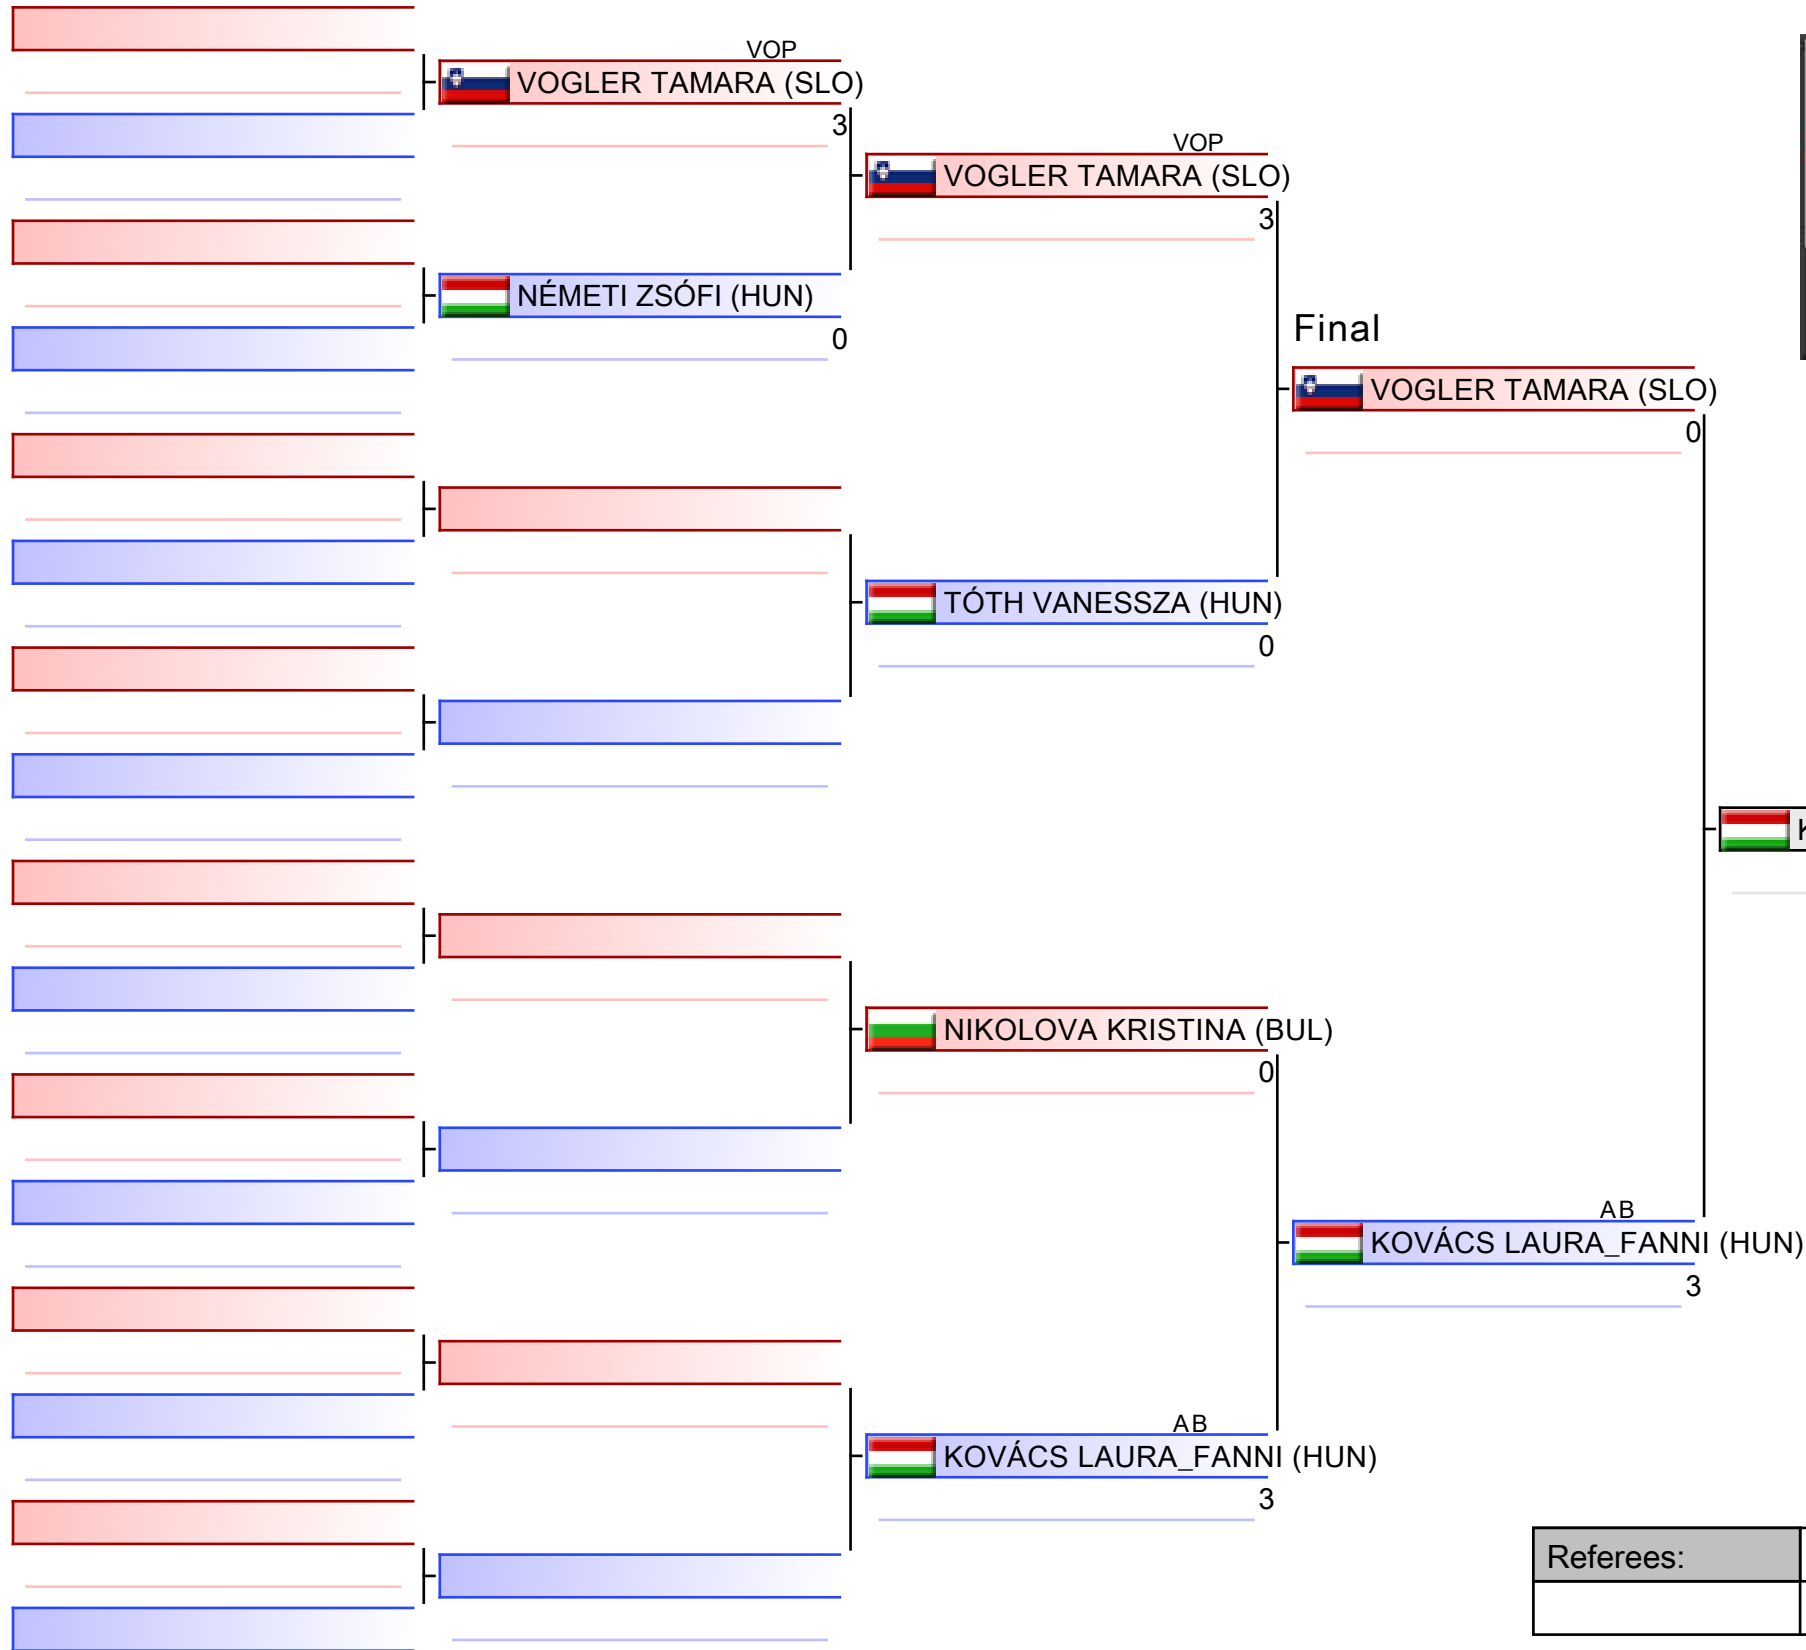 VOP
VOGLER TAMARA (SLO)
3
NÉMETI ZSÓFI (HUN)
0
VOP
VOGLER TAMARA (SLO)
3
TÓTH VANESSZA (HUN)
0
NIKOLOVA KRISTINA (BUL)
0
AB
KOVÁCS LAURA_FANNI (HUN)
3
Final
VOGLER TAMARA (SLO)
0
AB
KOVÁCS LAURA_FANNI (HUN)
3
Referees: